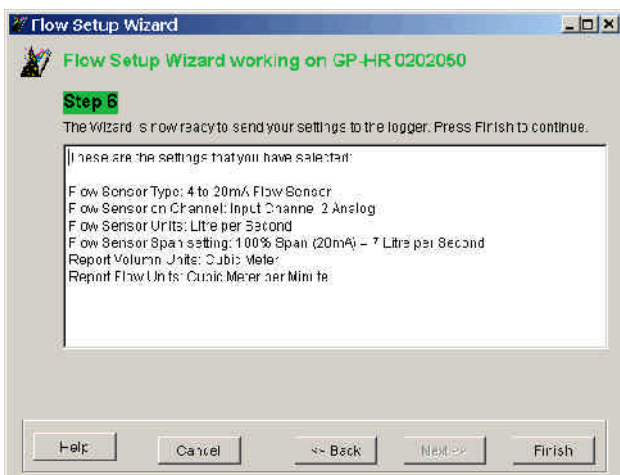 Flow Setup Wizard
Flow Setup Wizard working on GP-HR 0202050
Step 6
The Wizard is now ready to send your settings to the logger. Press Finish to continue.
These are the settings that you have selected:
Flow Sensor Type: 4 to 20mA Flow Sensor
Flow Sensor on Channel: Input Channel 2 Analog
Flow Sensor Units: Litre per Second
Flow Sensor Span setting: 100% Span (20mA) = 7 Litre per Second
Report Volumn Units: Cubic Meter
Report Flow Units: Cubic Meter per Minute
Help Cancel << Back Next >> Finish